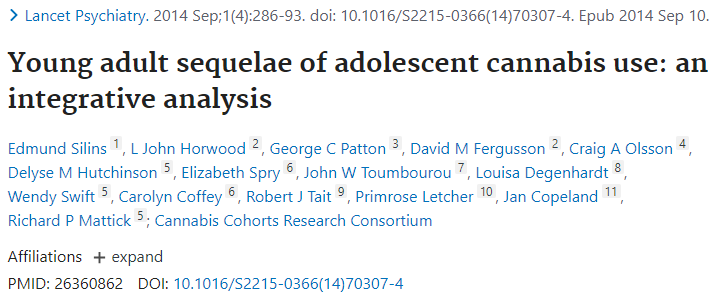 Lancet Psychiatry. 2014 Sep;1(4):286-93. doi: 10.1016/S2215-0366(14)70307-4. Epub 2014 Sep 10.
Young adult sequelae of adolescent cannabis use: an
integrative analysis
Edmund Silins 1, L John Horwood 2, George C Patton 3, David M Fergusson 2, Craig A Olsson 4,
Delyse M Hutchinson 5, Elizabeth Spry 6, John W Toumbourou 7, Louisa Degenhardt 8,
Wendy Swift 5, Carolyn Coffey 6, Robert J Tait 9, Primrose Letcher 10, Jan Copeland 11,
Richard P Mattick 5; Cannabis Cohorts Research Consortium
Affiliations + expand
PMID: 26360862 DOI: 10.1016/S2215-0366(14)70307-4